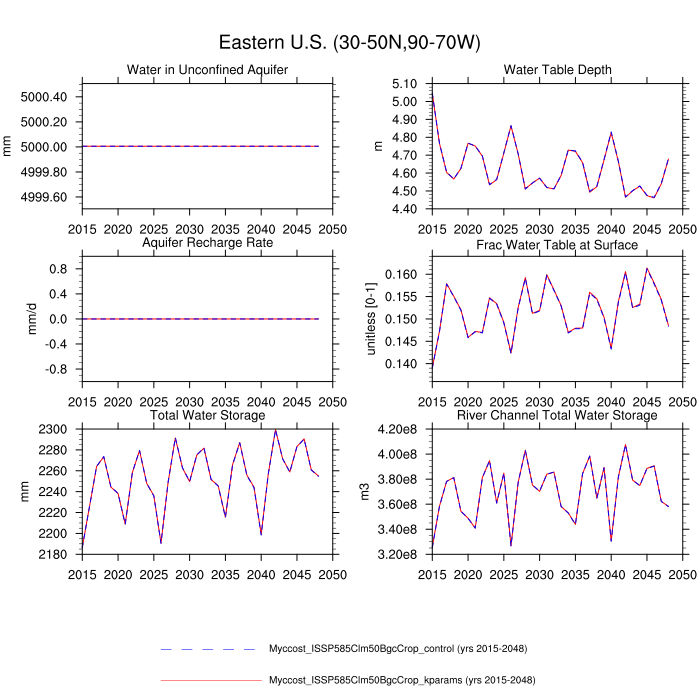 Eastern U.S. (30-50N,90-70W)
Water in Unconfined Aquifer
Water Table Depth
5000.40
5000.20
5000.00
4999.80
4999.60
mm
2015 2020 2025 2030 2035 2040 2045 2050
5.10
5.00
4.90
4.80
4.70
4.60
4.50
4.40
m
2015 2020 2025 2030 2035 2040 2045 2050
Aquifer Recharge Rate
Frac Water Table at Surface
0.8
0.4
0.0
-0.4
-0.8
mm/d
2015 2020 2025 2030 2035 2040 2045 2050
0.160
0.155
0.150
0.145
0.140
unitless [0-1]
2015 2020 2025 2030 2035 2040 2045 2050
Total Water Storage
River Channel Total Water Storage
2300
2280
2260
2240
2220
2200
2180
mm
2015 2020 2025 2030 2035 2040 2045 2050
4.20e8
4.00e8
3.80e8
3.60e8
3.40e8
3.20e8
m3
2015 2020 2025 2030 2035 2040 2045 2050
Myccost_ISSP585Clm50BgcCrop_control (yrs 2015-2048)
Myccost_ISSP585Clm50BgcCrop_kparams (yrs 2015-2048)